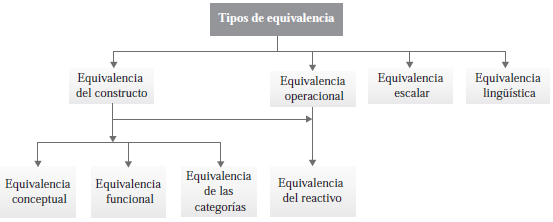 Tipos de equivalencia
Equivalencia
del constructo
Equivalencia
operacional
Equivalencia
escalar
Equivalencia
lingüística
Equivalencia
conceptual
Equivalencia
funcional
Equivalencia
de las
categorías
Equivalencia
del reactivo